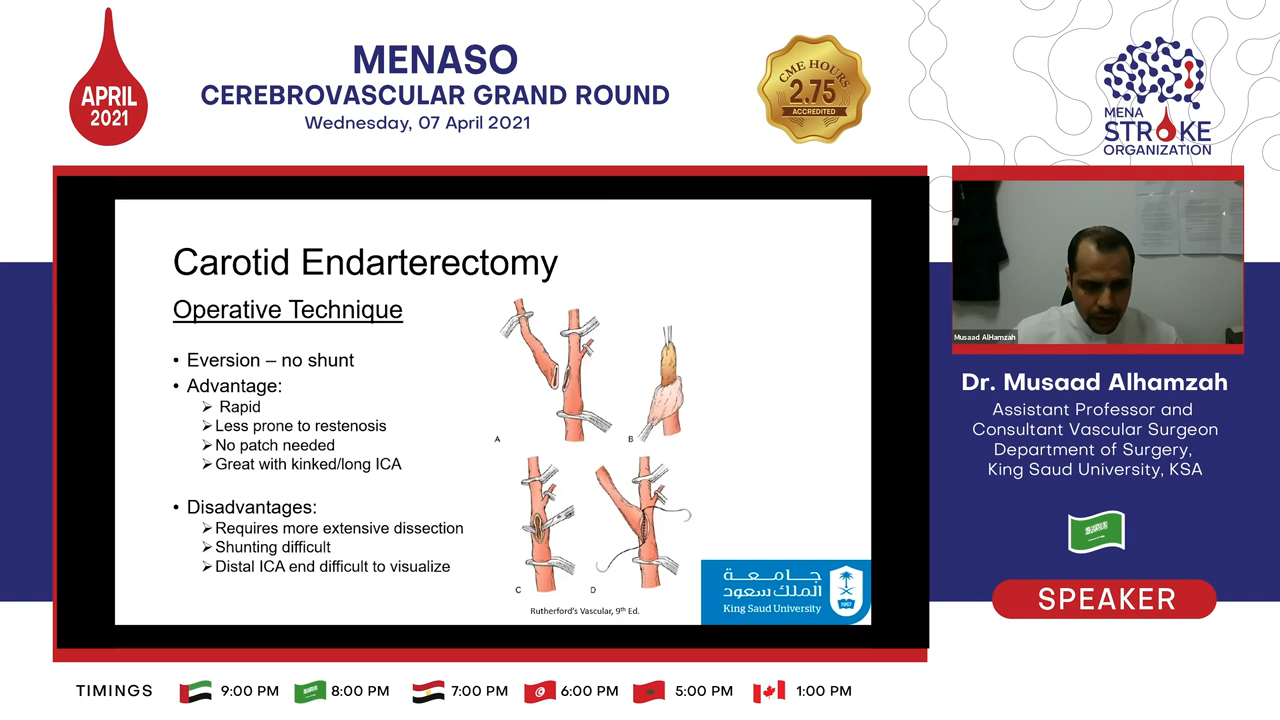 APRIL
2021
MENASO
CEREBROVASCULAR GRAND ROUND
Wednesday, 07 April 2021
CME HOURS
2.75
ACCREDITED
MENA
STROKE
ORGANIZATION
Carotid Endarterectomy
Operative Technique
• Eversion – no shunt
• Advantage:
➢ Rapid
➢ Less prone to restenosis
➢ No patch needed
➢ Great with kinked/long ICA
• Disadvantages:
➢ Requires more extensive dissection
➢ Shunting difficult
➢ Distal ICA end difficult to visualize
A
B
C
D
Rutherford's Vascular, 9th Ed.
جامعة
الملك سعود
King Saud University
1957
Musaad AlHamzah
Dr. Musaad Alhamzah
Assistant Professor and
Consultant Vascular Surgeon
Department of Surgery,
King Saud University, KSA
SPEAKER
TIMINGS 9:00 PM 8:00 PM 7:00 PM 6:00 PM 5:00 PM 1:00 PM